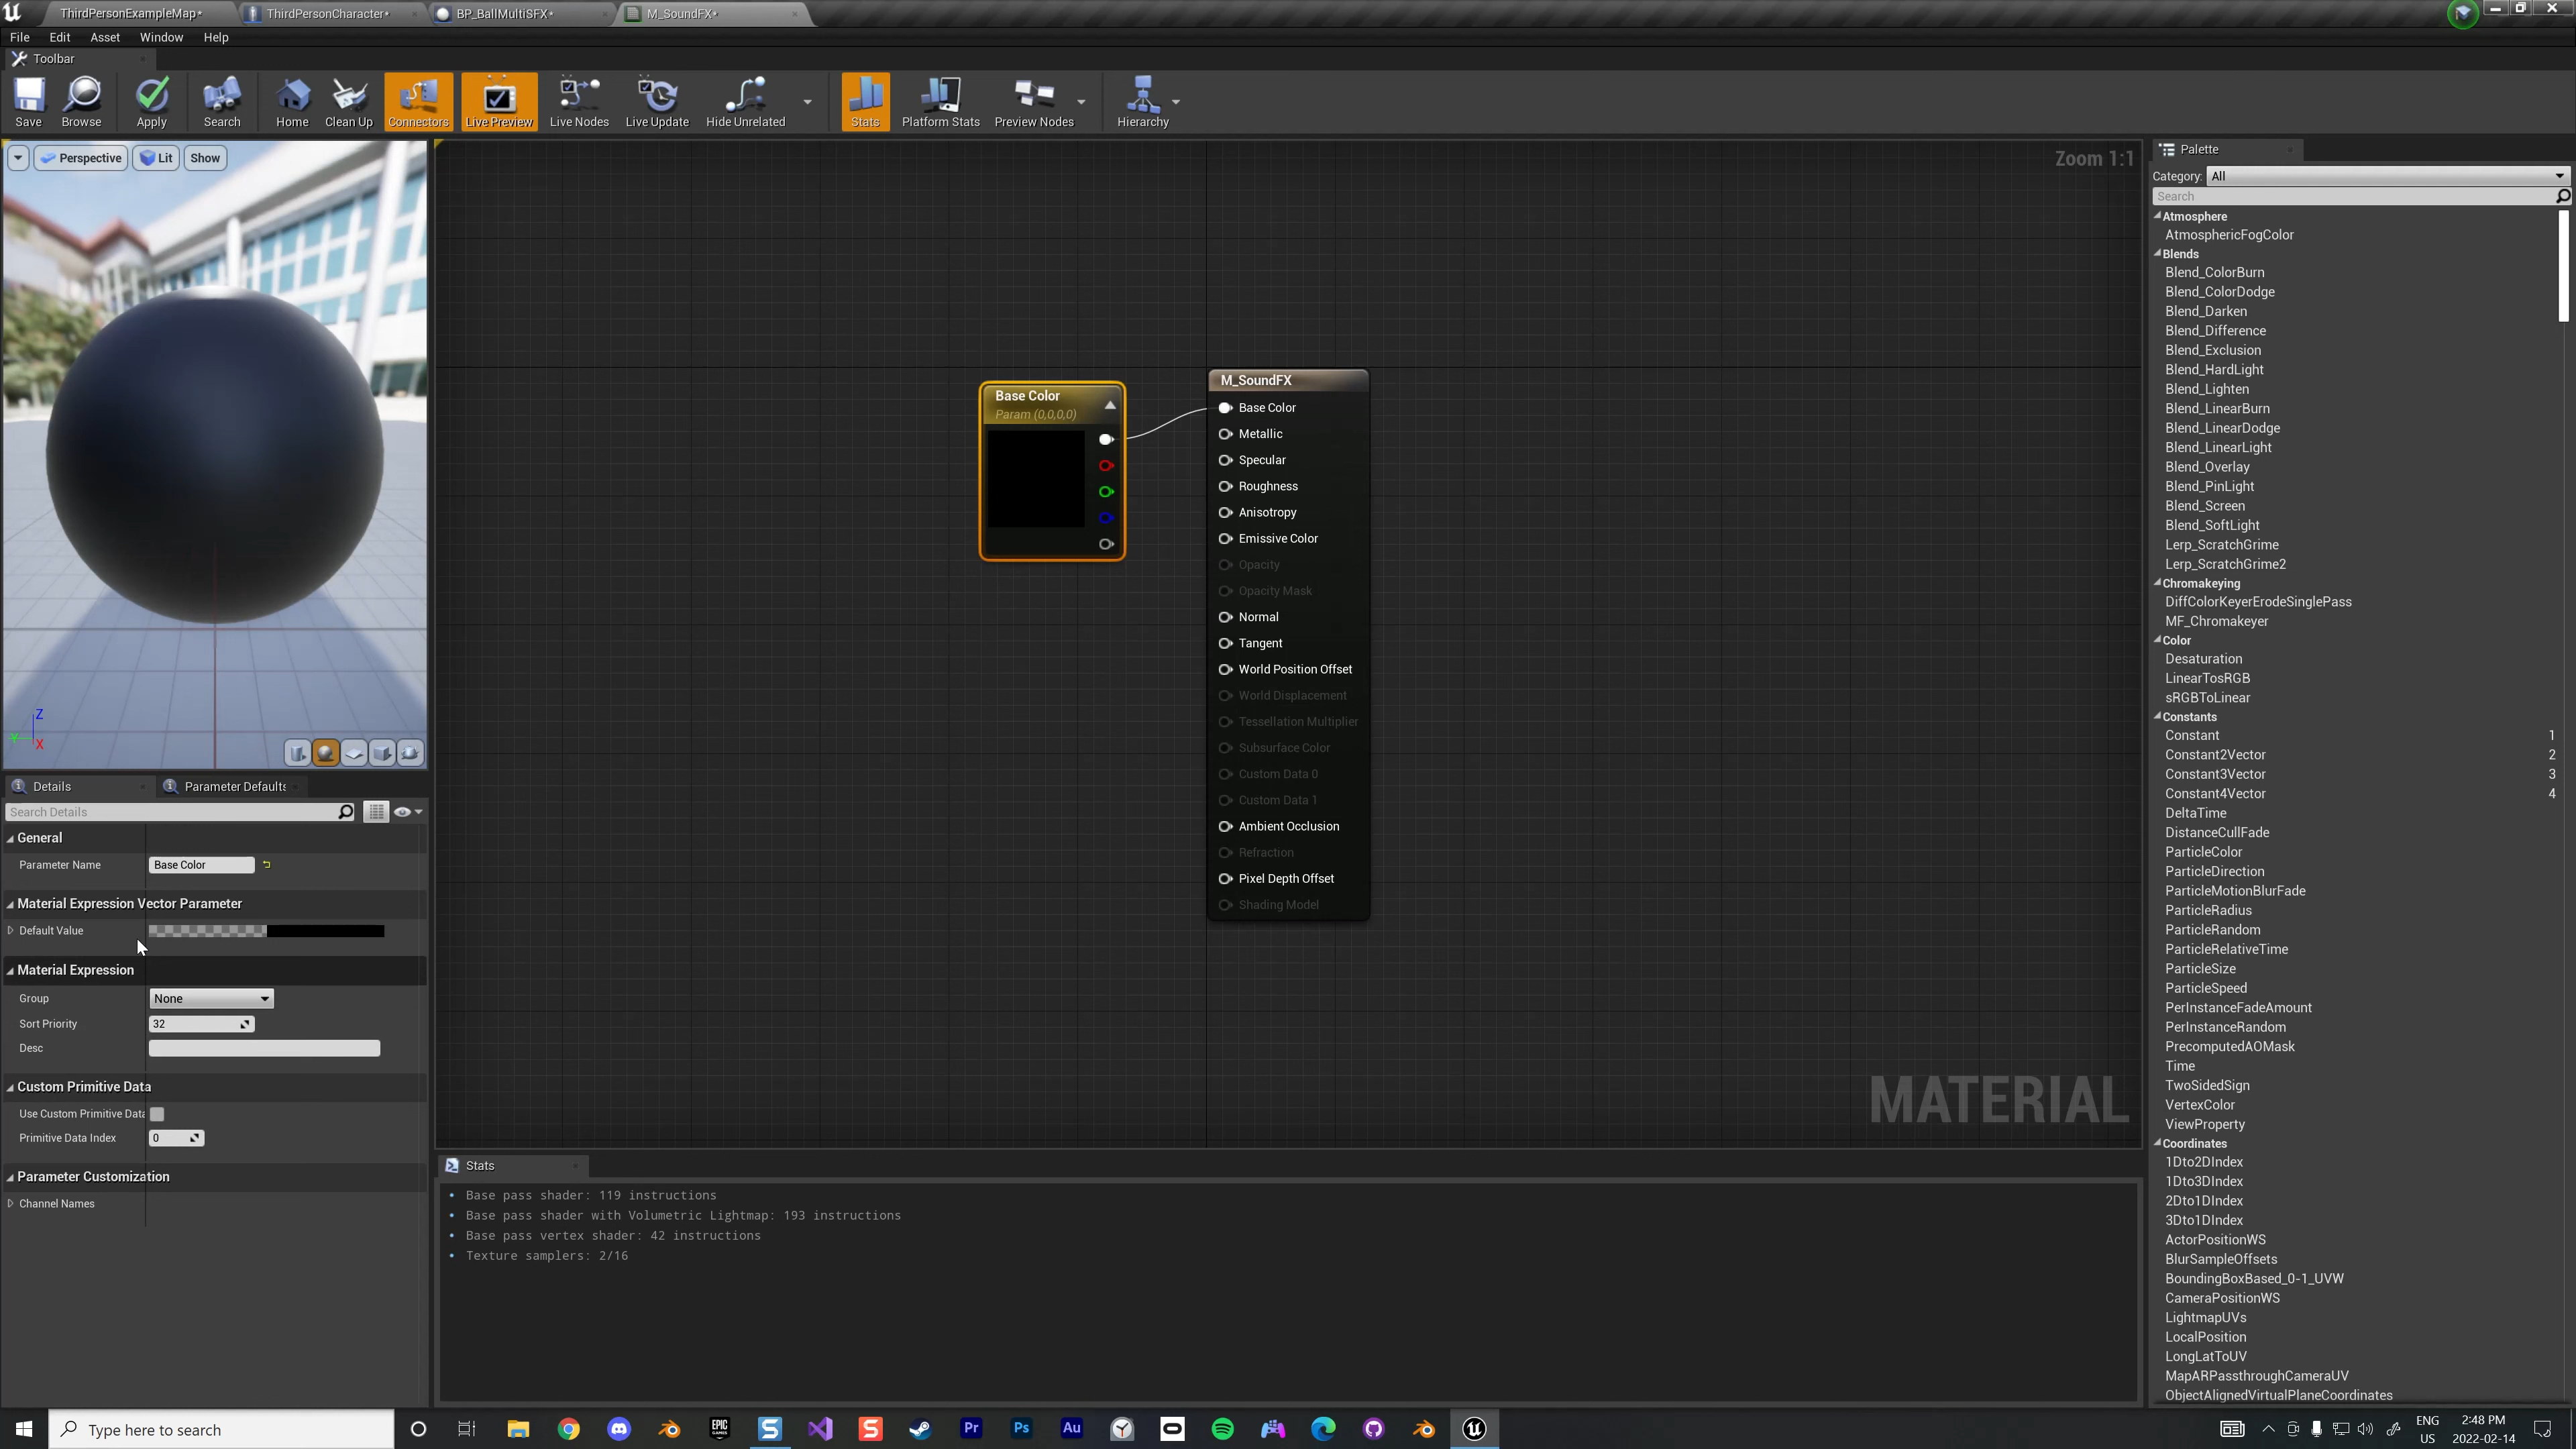 ThirdPersonExampleMap*
ThirdPersonCharacter*
BP_BallMultiSFX*
M_SoundFX*
File Edit Asset Window Help
Toolbar
Save Browse Apply Search Home Clean Up Connectors Live Preview Live Nodes Live Update Hide Unrelated Stats Platform Stats Preview Nodes Hierarchy
Perspective Lit Show
Zoom 1:1
Base Color
Param (0,0,0,0)
M_SoundFX
Base Color
Metallic
Specular
Roughness
Anisotropy
Emissive Color
Opacity
Opacity Mask
Normal
Tangent
World Position Offset
World Displacement
Tessellation Multiplier
Subsurface Color
Custom Data 0
Custom Data 1
Ambient Occlusion
Refraction
Pixel Depth Offset
Shading Model
MATERIAL
Z
Y
X
Details
Parameter Defaults
Search Details
General
Parameter Name Base Color
Material Expression Vector Parameter
Default Value
Material Expression
Group None
Sort Priority 32
Desc
Custom Primitive Data
Use Custom Primitive Data
Primitive Data Index 0
Parameter Customization
Channel Names
Stats
Base pass shader: 119 instructions
Base pass shader with Volumetric Lightmap: 193 instructions
Base pass vertex shader: 42 instructions
Texture samplers: 2/16
Palette
Category: All
Search
Atmosphere
AtmosphericFogColor
Blends
Blend_ColorBurn
Blend_ColorDodge
Blend_Darken
Blend_Difference
Blend_Exclusion
Blend_HardLight
Blend_Lighten
Blend_LinearBurn
Blend_LinearDodge
Blend_LinearLight
Blend_Overlay
Blend_PinLight
Blend_Screen
Blend_SoftLight
Lerp_ScratchGrime
Lerp_ScratchGrime2
Chromakeying
DiffColorKeyerErodeSinglePass
MF_Chromakeyer
Color
Desaturation
LinearTosRGB
sRGBToLinear
Constants
Constant 1
Constant2Vector 2
Constant3Vector 3
Constant4Vector 4
DeltaTime
DistanceCullFade
ParticleColor
ParticleDirection
ParticleMotionBlurFade
ParticleRadius
ParticleRandom
ParticleRelativeTime
ParticleSize
ParticleSpeed
PerInstanceFadeAmount
PerInstanceRandom
PrecomputedAOMask
Time
TwoSidedSign
VertexColor
ViewProperty
Coordinates
1Dto2DIndex
1Dto3DIndex
2Dto1DIndex
3Dto1DIndex
ActorPositionWS
BlurSampleOffsets
BoundingBoxBased_0-1_UVW
CameraPositionWS
LightmapUVs
LocalPosition
LongLatToUV
MapARPassthroughCameraUV
ObjectAlignedVirtualPlaneCoordinates
Type here to search
EPIC GAMES
S
S
Pr
Ps
Au
ENG
US
2:48 PM
2022-02-14